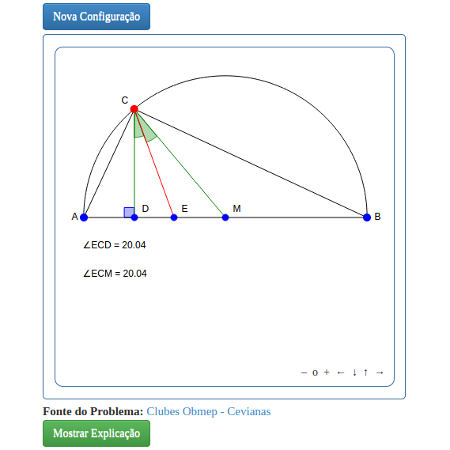 Nova Configuração
C
A D E M B
∠ECD = 20.04
∠ECM = 20.04
– o + ← ↓ ↑ →
Fonte do Problema: Clubes Obmep - Cevianas
Mostrar Explicação